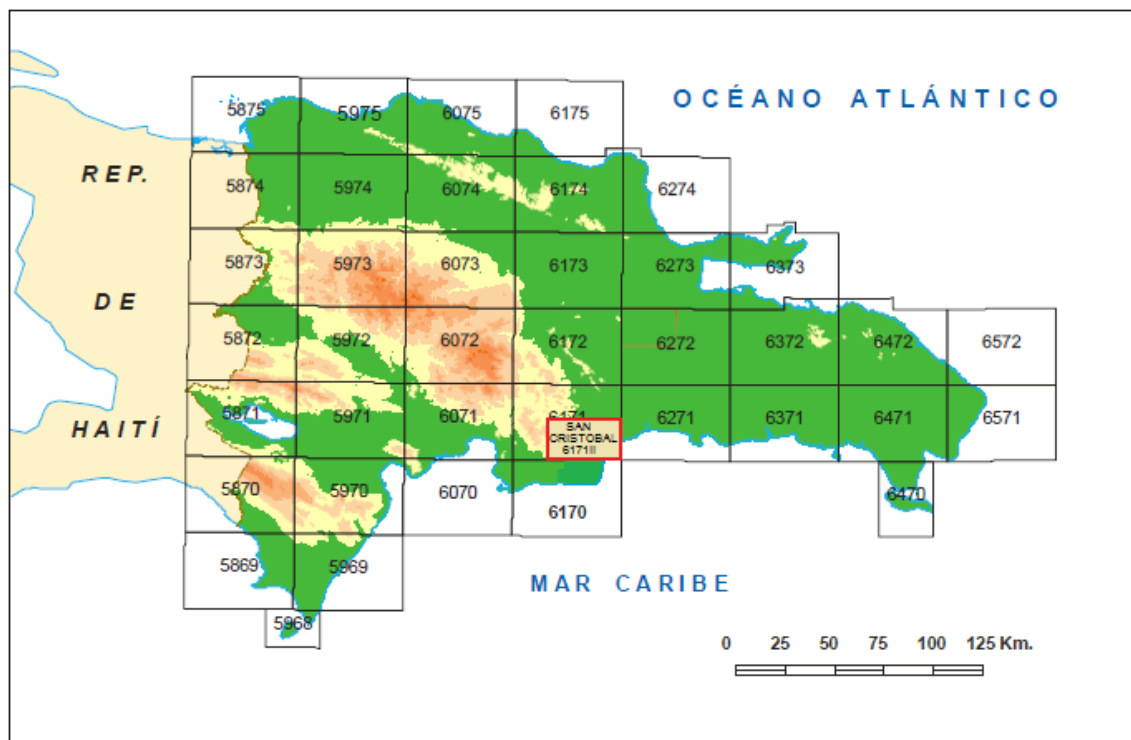 OCÉANO ATLÁNTICO
5875 5975 6075 6175
REP.
5874 5974 6074 6174 6274
5873 5973 6073 6173 6273 6373
DE
5872 5972 6072 6172 6272 6372 6472 6572
HAITÍ
5871 5971 6071 6171 6271 6371 6471 6571
SAN
CRISTOBAL
6171II
5870 5970 6070 6170 6470
5869 5969
MAR CARIBE
5968
0 25 50 75 100 125 Km.